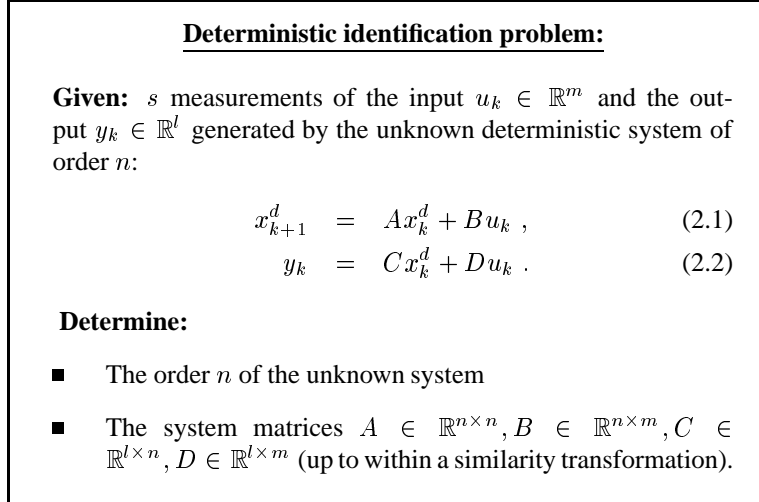 Deterministic identification problem:
Given: s measurements of the input u_k ∈ ℝ^m and the out-
put y_k ∈ ℝ^l generated by the unknown deterministic system of
order n:
x^d_{k+1} = Ax^d_k + Bu_k , (2.1)
y_k = Cx^d_k + Du_k . (2.2)
Determine:
■ The order n of the unknown system
■ The system matrices A ∈ ℝ^{n×n}, B ∈ ℝ^{n×m}, C ∈
ℝ^{l×n}, D ∈ ℝ^{l×m} (up to within a similarity transformation).